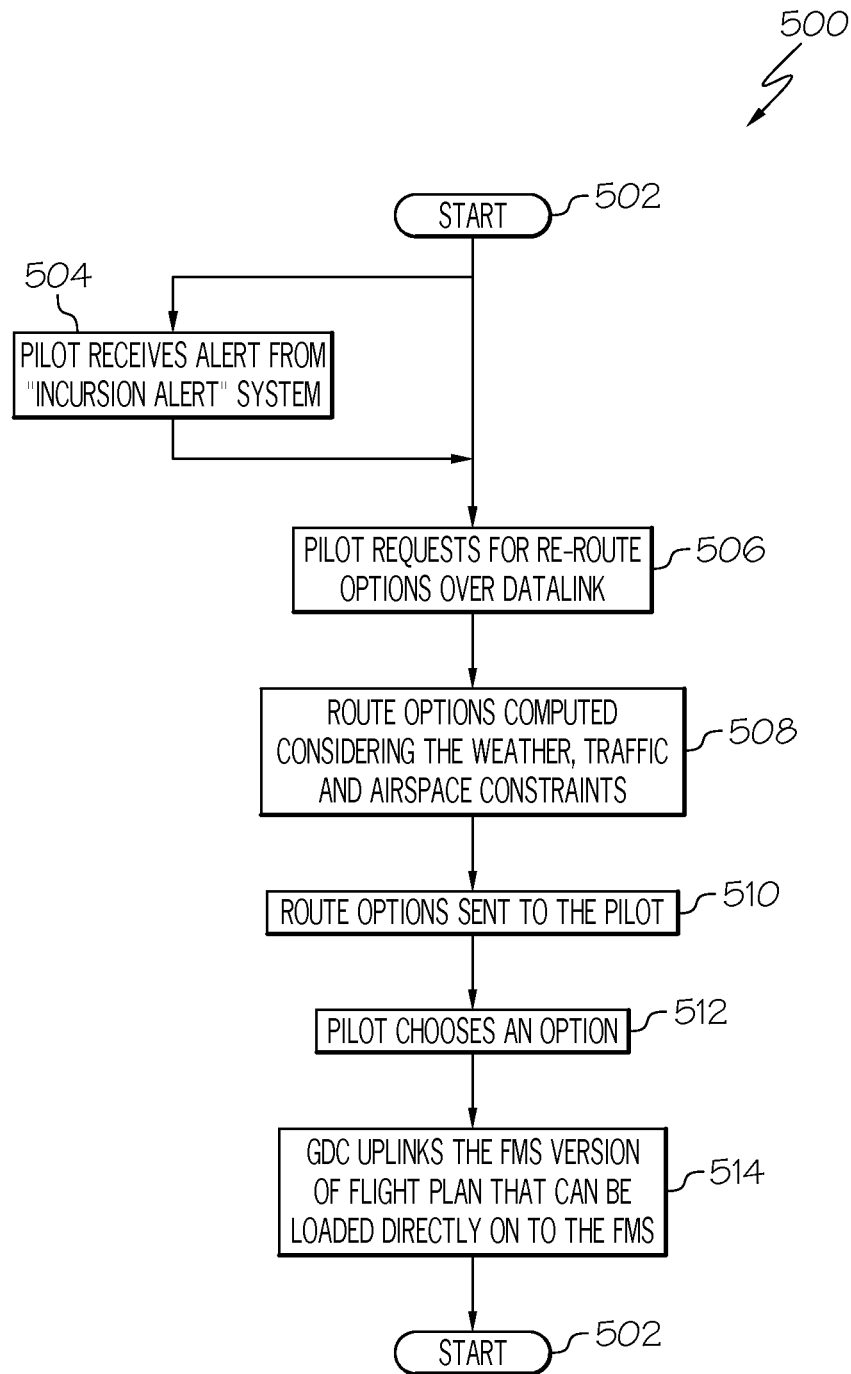 500
START
502
504
PILOT RECEIVES ALERT FROM
"INCURSION ALERT" SYSTEM
PILOT REQUESTS FOR RE-ROUTE
OPTIONS OVER DATALINK
506
ROUTE OPTIONS COMPUTED
CONSIDERING THE WEATHER, TRAFFIC
AND AIRSPACE CONSTRAINTS
508
ROUTE OPTIONS SENT TO THE PILOT
510
PILOT CHOOSES AN OPTION
512
GDC UPLINKS THE FMS VERSION
OF FLIGHT PLAN THAT CAN BE
LOADED DIRECTLY ON TO THE FMS
514
START
502